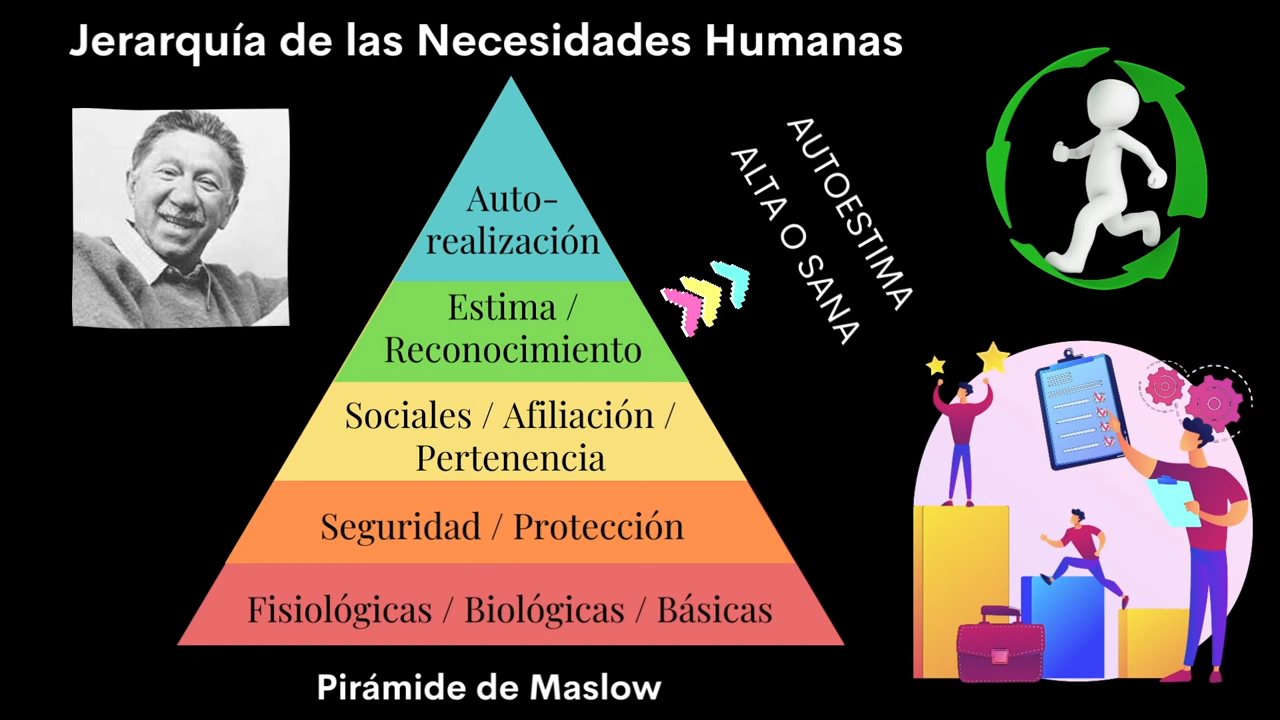 Jerarquía de las Necesidades Humanas
Auto-
realización
Estima /
Reconocimiento
Sociales / Afiliación /
Pertenencia
Seguridad / Protección
Fisiológicas / Biológicas / Básicas
AUTOESTIMA
ALTA O SANA
Pirámide de Maslow